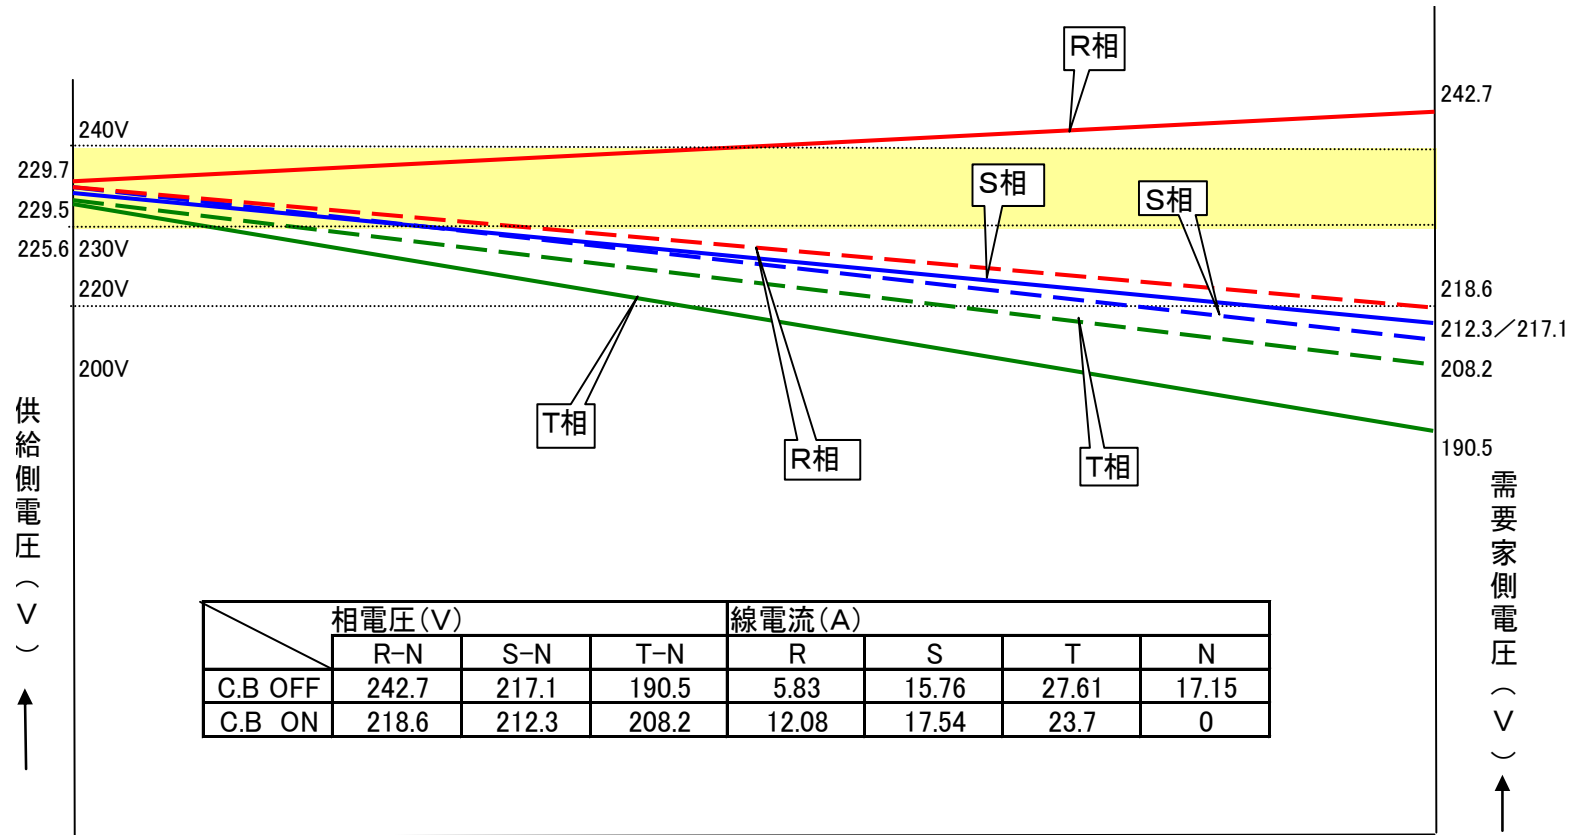 R相
242.7
240V
229.7
S相
S相
229.5
225.6
230V
220V
218.6
212.3／217.1
200V
208.2
T相
R相
T相
190.5
供給側電圧（V）
需要家側電圧（V）
相電圧(V) 線電流(A)
R-N S-N T-N R S T N
C.B OFF 242.7 217.1 190.5 5.83 15.76 27.61 17.15
C.B ON 218.6 212.3 208.2 12.08 17.54 23.7 0